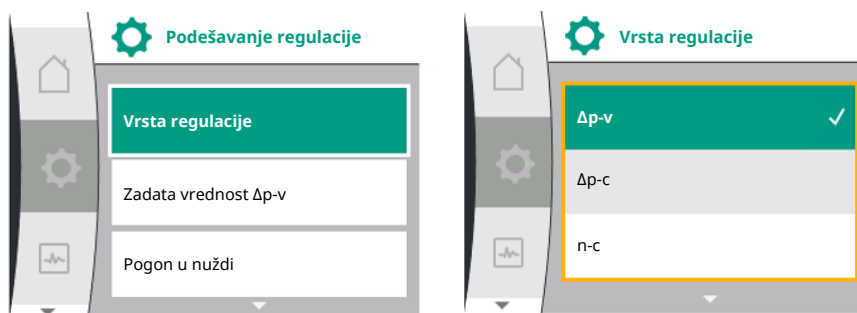 Podešavanje regulacije
Vrsta regulacije
Zadata vrednost Δp-v
Pogon u nuždi
Vrsta regulacije
Δp-v
Δp-c
n-c